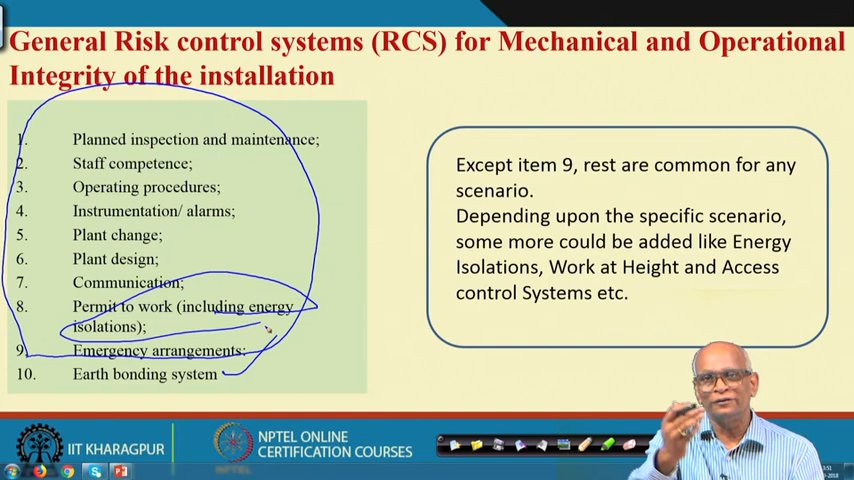 General Risk control systems (RCS) for Mechanical and Operational
Integrity of the installation
1. Planned inspection and maintenance;
2. Staff competence;
3. Operating procedures;
4. Instrumentation/ alarms;
5. Plant change;
6. Plant design;
7. Communication;
8. Permit to work (including energy
isolations);
9. Emergency arrangements;
10. Earth bonding system
Except item 9, rest are common for any
scenario.
Depending upon the specific scenario,
some more could be added like Energy
Isolations, Work at Height and Access
control Systems etc.
IIT KHARAGPUR
NPTEL ONLINE
CERTIFICATION COURSES
NPTEL